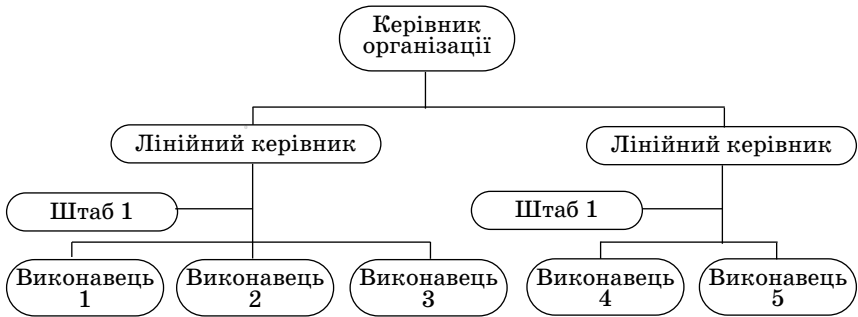 Керівник
організації
Лінійний керівник
Лінійний керівник
Штаб 1
Штаб 1
Виконавець
1
Виконавець
2
Виконавець
3
Виконавець
4
Виконавець
5